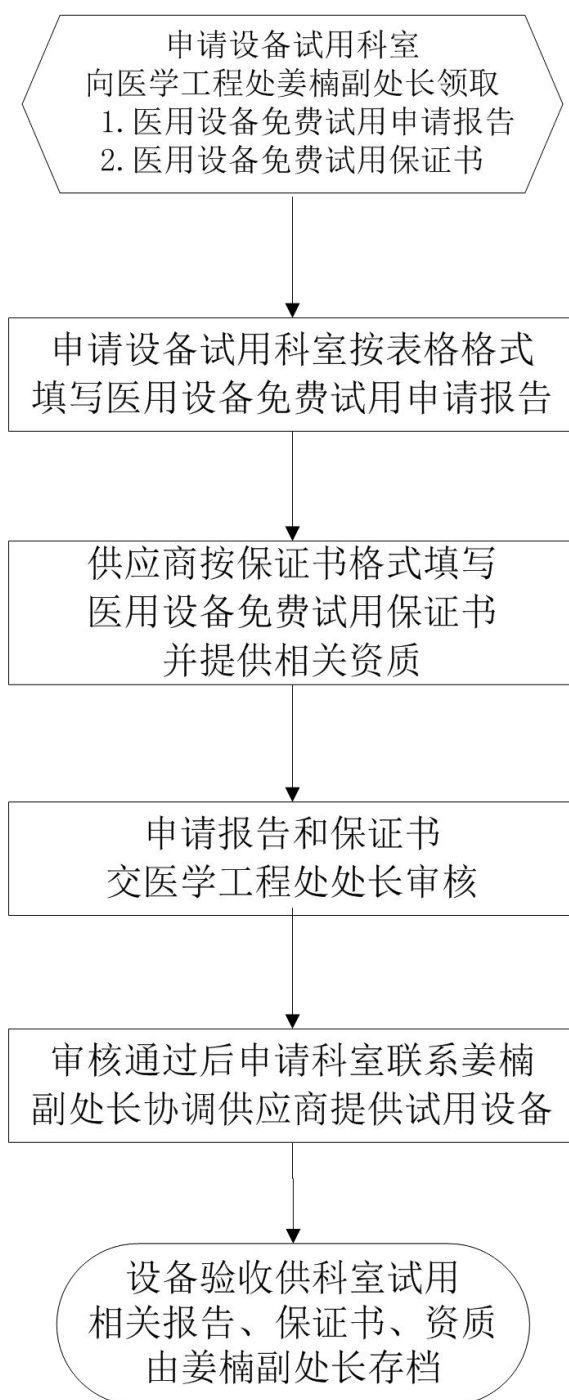 申请设备试用科室
向医学工程处姜楠副处长领取
1.医用设备免费试用申请报告
2.医用设备免费试用保证书
申请设备试用科室按表格格式
填写医用设备免费试用申请报告
供应商按保证书格式填写
医用设备免费试用保证书
并提供相关资质
申请报告和保证书
交医学工程处处长审核
审核通过后申请科室联系姜楠
副处长协调供应商提供试用设备
设备验收供科室试用
相关报告、保证书、资质
由姜楠副处长存档